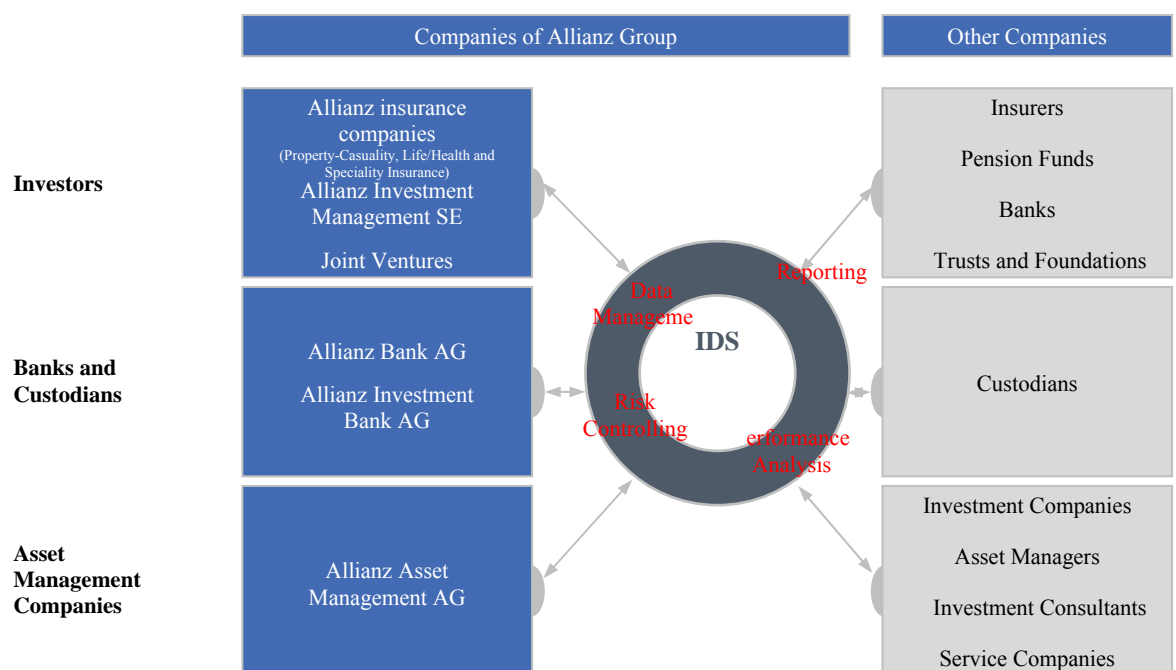 Companies of Allianz Group
Other Companies
Investors
Allianz insurance
companies
(Property-Casuality, Life/Health and
Speciality Insurance)
Allianz Investment
Management SE
Joint Ventures
Insurers
Pension Funds
Banks
Trusts and Foundations
Data
Manageme
Reporting
IDS
Risk
Controlling
erformance
Analysis
Banks and
Custodians
Allianz Bank AG
Allianz Investment
Bank AG
Custodians
Asset
Management
Companies
Allianz Asset
Management AG
Investment Companies
Asset Managers
Investment Consultants
Service Companies